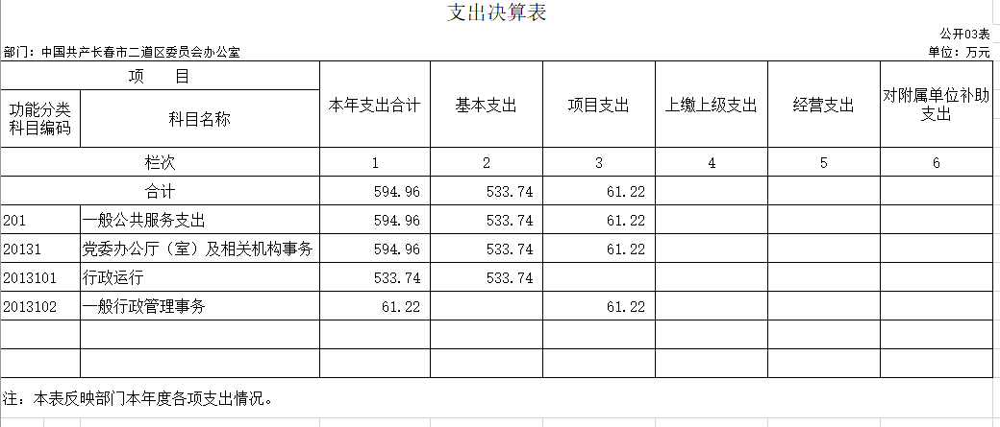 支出决算表
公开03表
部门：中国共产长春市二道区委员会办公室 单位：万元
项 目 本年支出合计 基本支出 项目支出 上缴上级支出 经营支出 对附属单位补助支出
功能分类科目编码 科目名称
栏次 1 2 3 4 5 6
合计 594.96 533.74 61.22
201 一般公共服务支出 594.96 533.74 61.22
20131 党委办公厅（室）及相关机构事务 594.96 533.74 61.22
2013101 行政运行 533.74 533.74
2013102 一般行政管理事务 61.22 61.22
注：本表反映部门本年度各项支出情况。